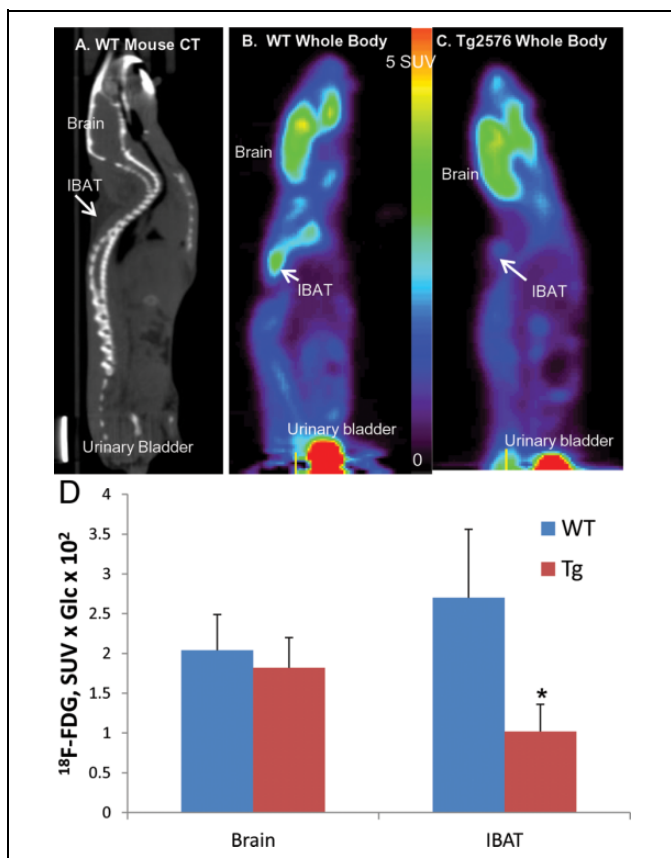 A. WT Mouse CT
Brain
IBAT
Urinary Bladder
B. WT Whole Body
Brain
IBAT
Urinary bladder
5 SUV
0
C. Tg2576 Whole Body
Brain
IBAT
Urinary bladder
D
¹⁸F-FDG, SUV x Glc x 10²
4
3.5
3
2.5
2
1.5
1
0.5
0
WT
Tg
*
Brain IBAT